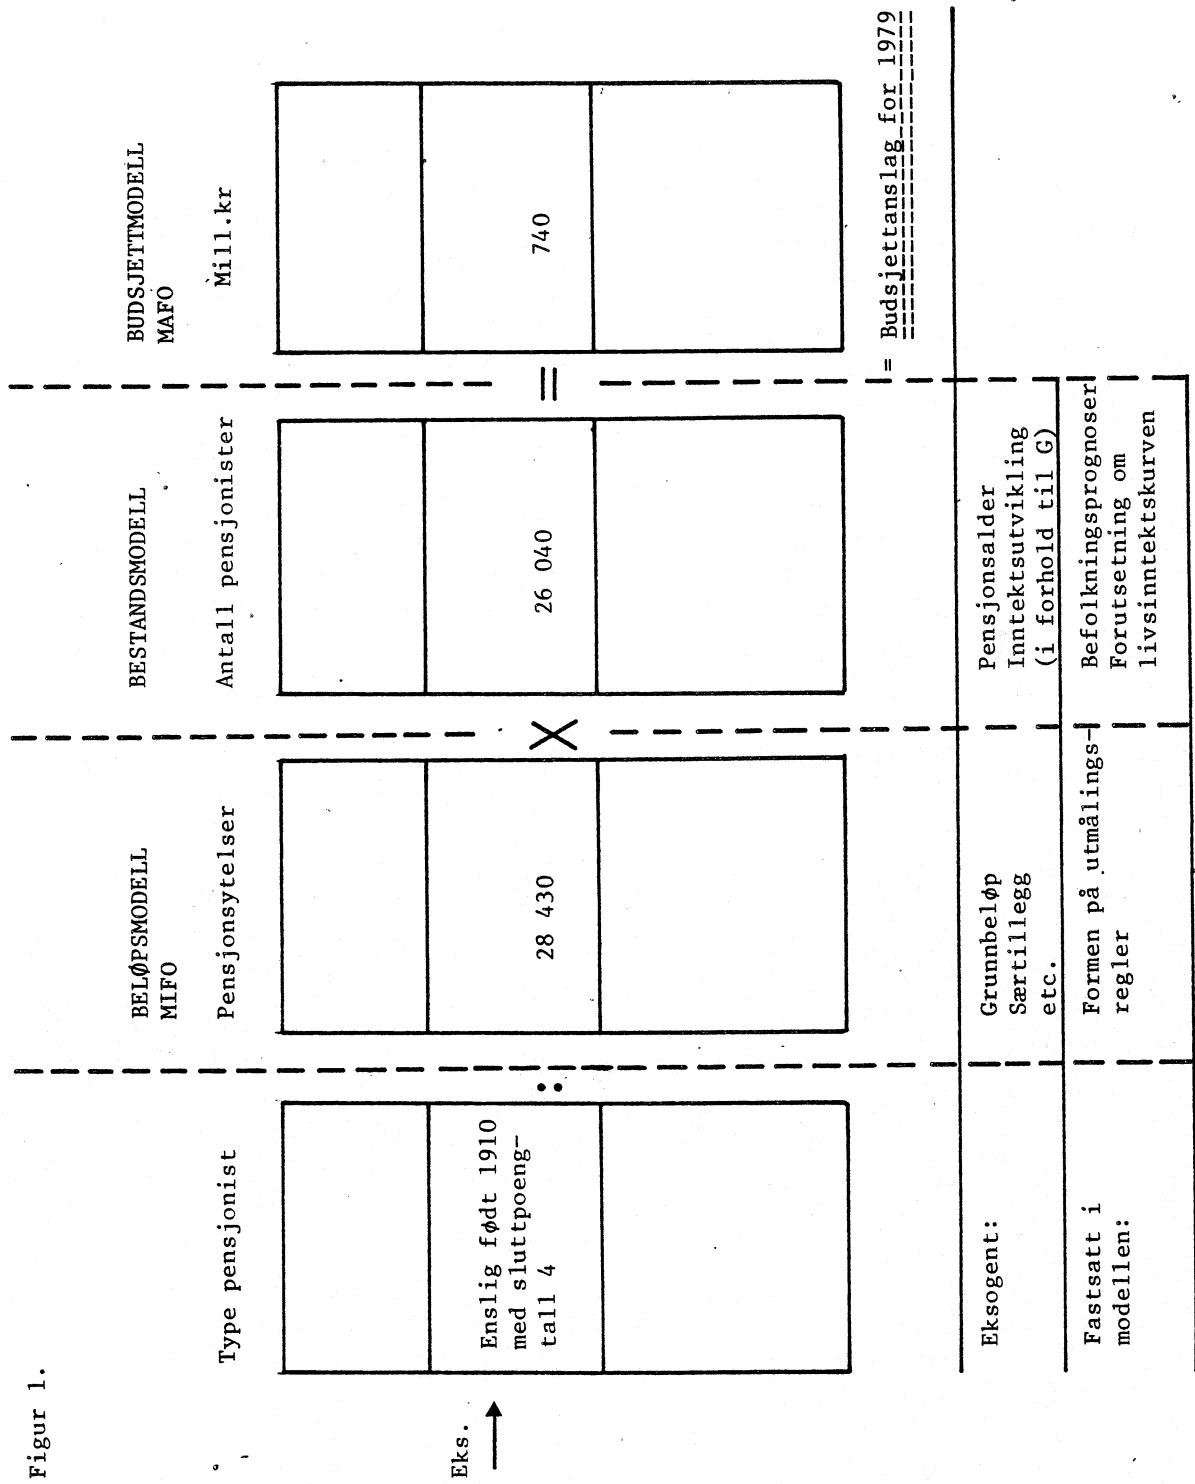 Figur 1.
BELØPSMODELL
MIFO
BESTANDSMODELL
BUDSJETTMODELL
MAFO
Type pensjonist
Pensjonsytelser
Antall pensjonister
Mill.kr
Eks.
Enslig født 1910
med sluttpoeng-
tall 4
:
28 430
X
26 040
=
740
= Budsjettanslag for 1979
Eksogent:
Grunnbeløp
Særtillegg
etc.
Pensjonsalder
Inntektsutvikling
(i forhold til G)
Fastsatt i
modellen:
Formen på utmålings-
regler
Befolkningsprognoser
Forutsetning om
livsinntektskurven